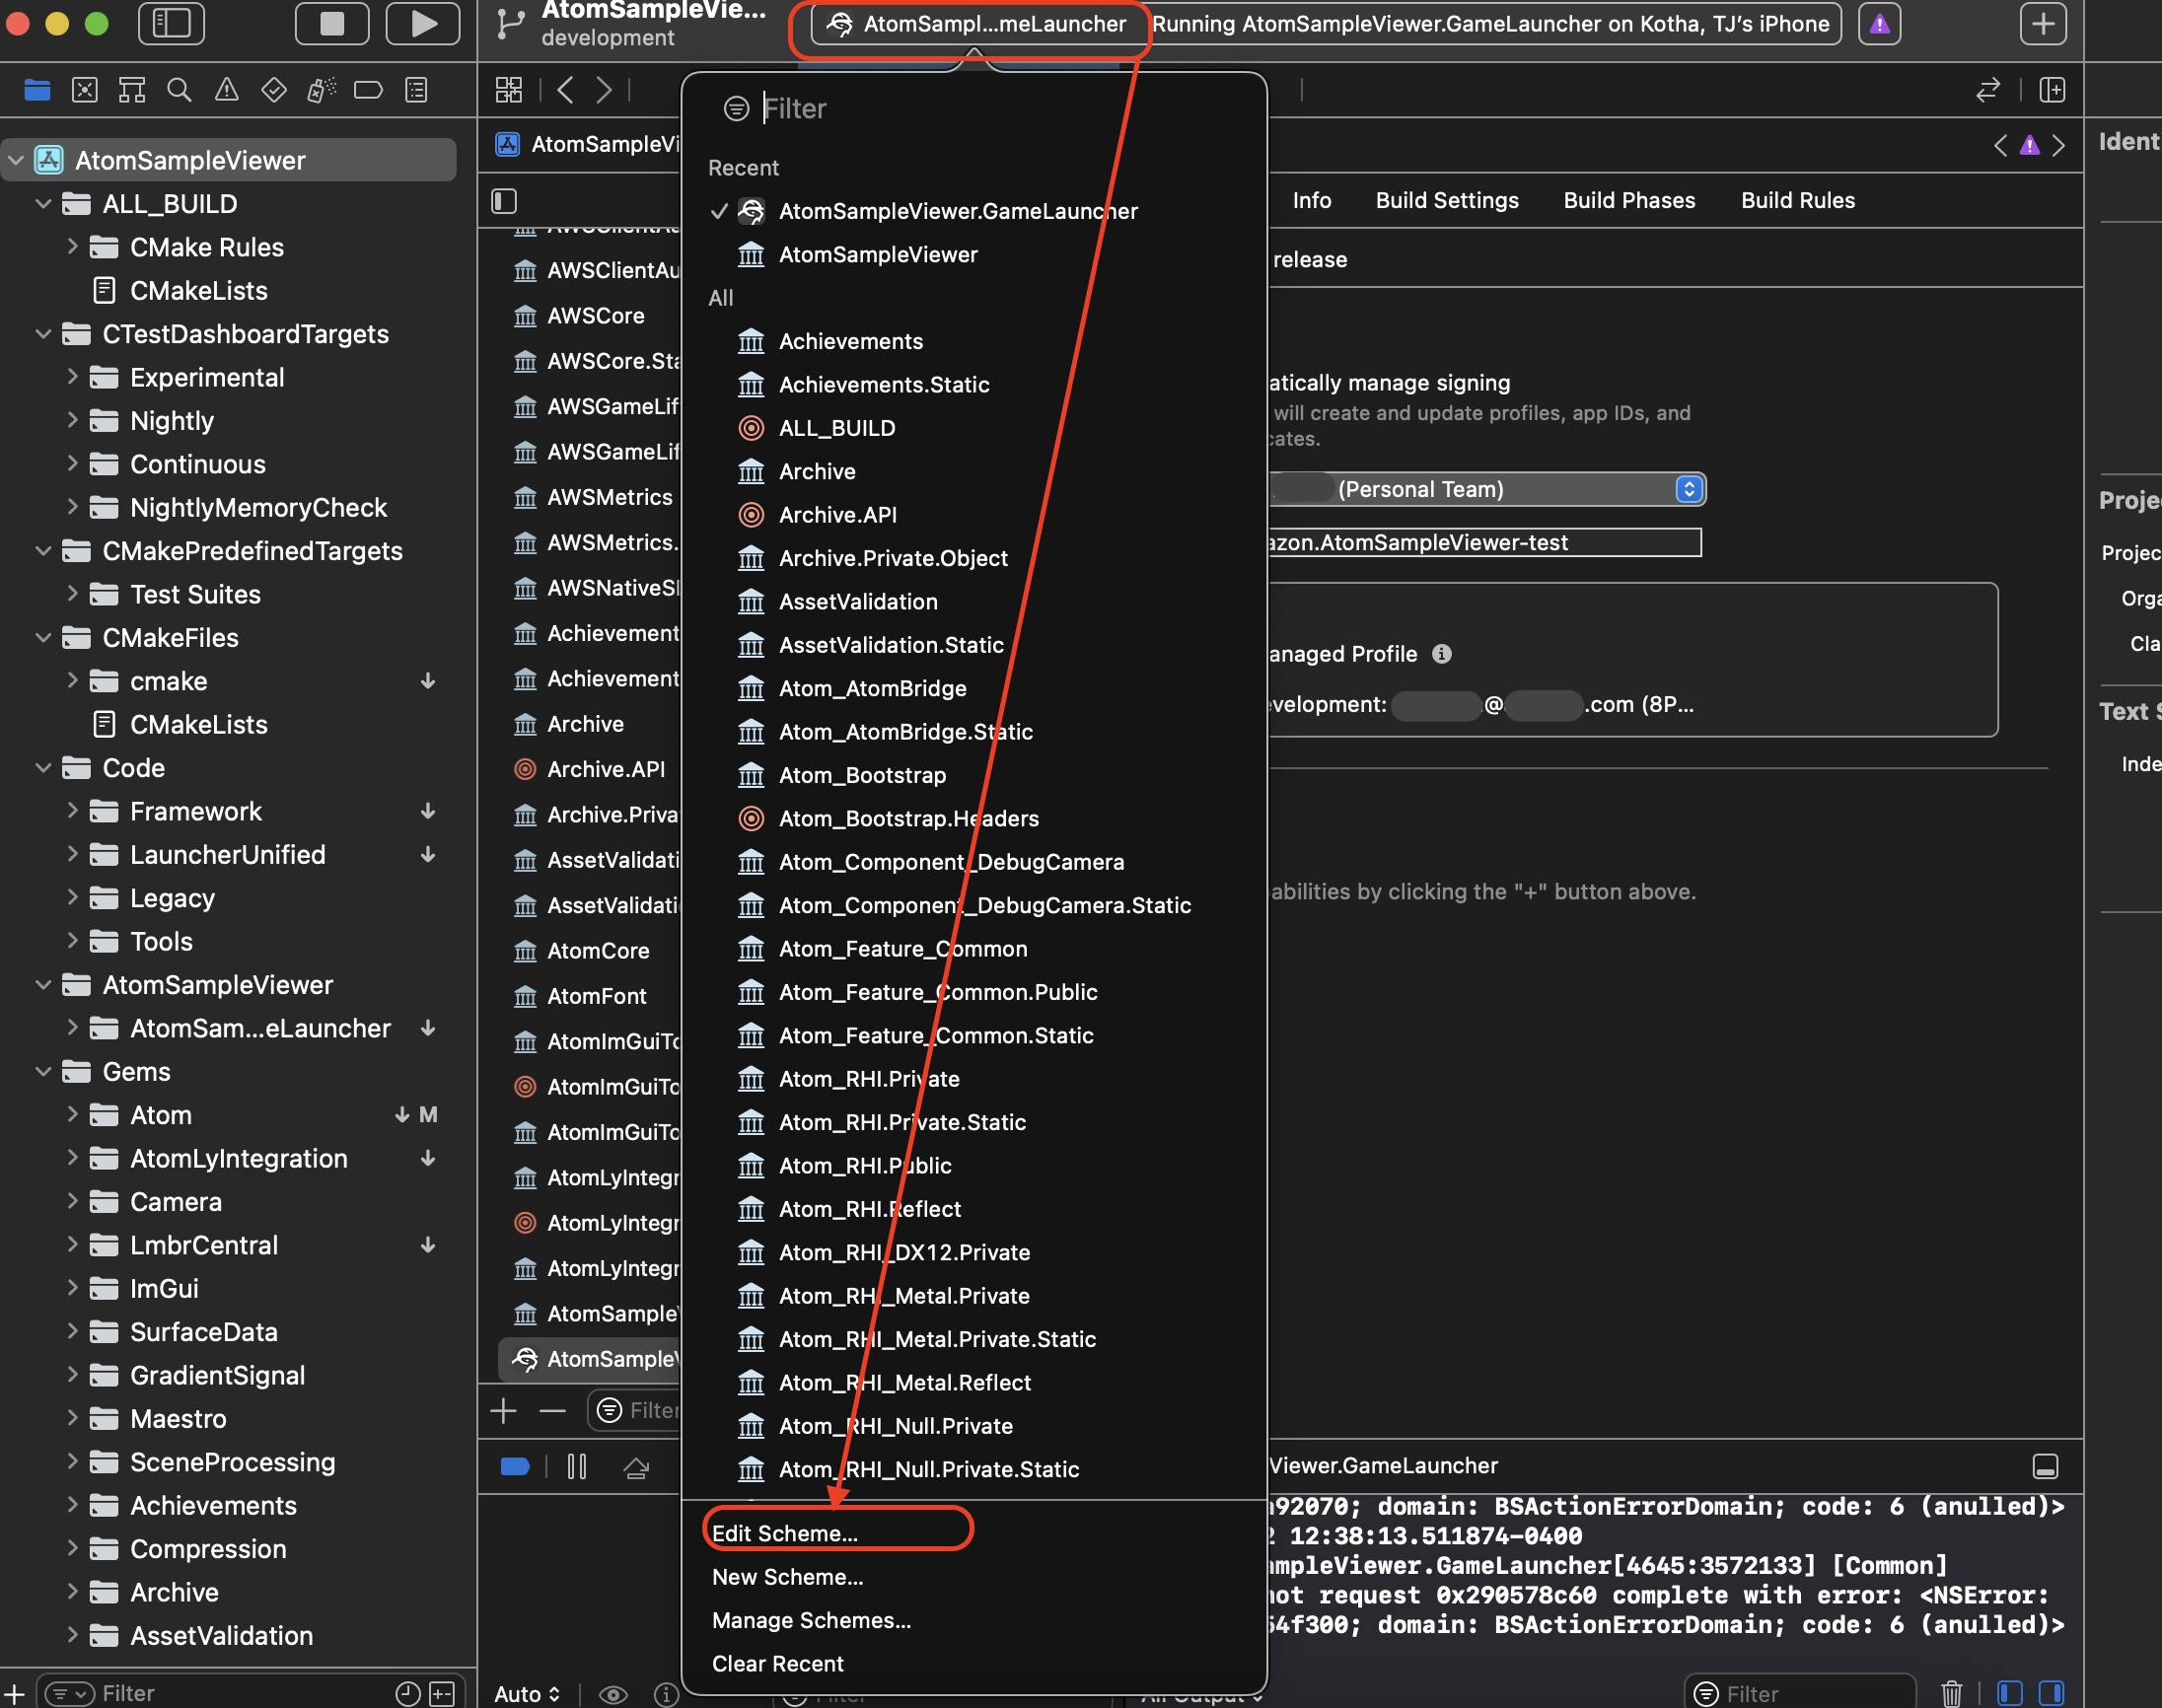 AtomSampleVie...
development
AtomSampl...meLauncher
Running AtomSampleViewer.GameLauncher on Kotha, TJ’s iPhone
AtomSampleViewer
ALL_BUILD
CMake Rules
CMakeLists
CTestDashboardTargets
Experimental
Nightly
Continuous
NightlyMemoryCheck
CMakePredefinedTargets
Test Suites
CMakeFiles
cmake
CMakeLists
Code
Framework
LauncherUnified
Legacy
Tools
AtomSampleViewer
AtomSam...eLauncher
Gems
Atom M
AtomLyIntegration
Camera
LmbrCentral
ImGui
SurfaceData
GradientSignal
Maestro
SceneProcessing
Achievements
Compression
Archive
AssetValidation
Filter
AtomSampleVi
AWSClientAu
AWSClientAu
AWSCore
AWSCore.Sta
AWSGameLif
AWSGameLif
AWSMetrics
AWSMetrics.
AWSNativeS
Achievement
Achievement
Archive
Archive.API
Archive.Priva
AssetValidati
AssetValidati
AtomCore
AtomFont
AtomImGuiTo
AtomImGuiTo
AtomImGuiTo
AtomLyIntegr
AtomLyIntegr
AtomLyIntegr
AtomSampleV
AtomSampleV
Filter
Auto
Filter
Recent
AtomSampleViewer.GameLauncher
AtomSampleViewer
All
Achievements
Achievements.Static
ALL_BUILD
Archive
Archive.API
Archive.Private.Object
AssetValidation
AssetValidation.Static
Atom_AtomBridge
Atom_AtomBridge.Static
Atom_Bootstrap
Atom_Bootstrap.Headers
Atom_Component_DebugCamera
Atom_Component_DebugCamera.Static
Atom_Feature_Common
Atom_Feature_Common.Public
Atom_Feature_Common.Static
Atom_RHI.Private
Atom_RHI.Private.Static
Atom_RHI.Public
Atom_RHI.Reflect
Atom_RHI_DX12.Private
Atom_RHI_Metal.Private
Atom_RHI_Metal.Private.Static
Atom_RHI_Metal.Reflect
Atom_RHI_Null.Private
Atom_RHI_Null.Private.Static
Edit Scheme...
New Scheme...
Manage Schemes...
Clear Recent
Filter
All Output
Info Build Settings Build Phases Build Rules
release
atically manage signing
will create and update profiles, app IDs, and
cates.
(Personal Team)
azon.AtomSampleViewer-test
anaged Profile
evelopment: @ .com (8P...
abilities by clicking the "+" button above.
Viewer.GameLauncher
a92070; domain: BSActionErrorDomain; code: 6 (anulled)>
2 12:38:13.511874-0400
ampleViewer.GameLauncher[4645:3572133] [Common]
not request 0x290578c60 complete with error: <NSError:
54f300; domain: BSActionErrorDomain; code: 6 (anulled)>
Filter
Ident
Proje
Projec
Orga
Cla
Text S
Inde